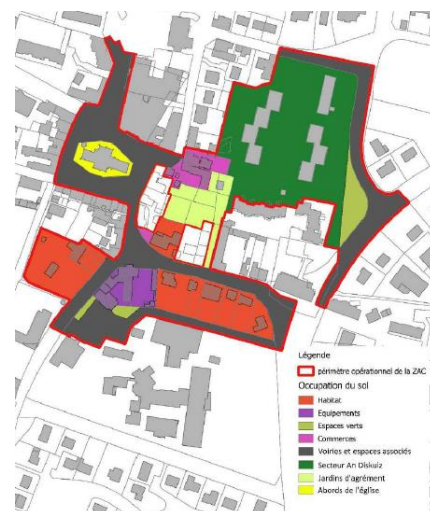 Légende
périmètre opérationnel de la ZAC
Occupation du sol
Habitat
Equipements
Espaces verts
Commerces
Voiries et espaces associés
Secteur An Diskuiz
Jardins d'agrément
Abords de l'église